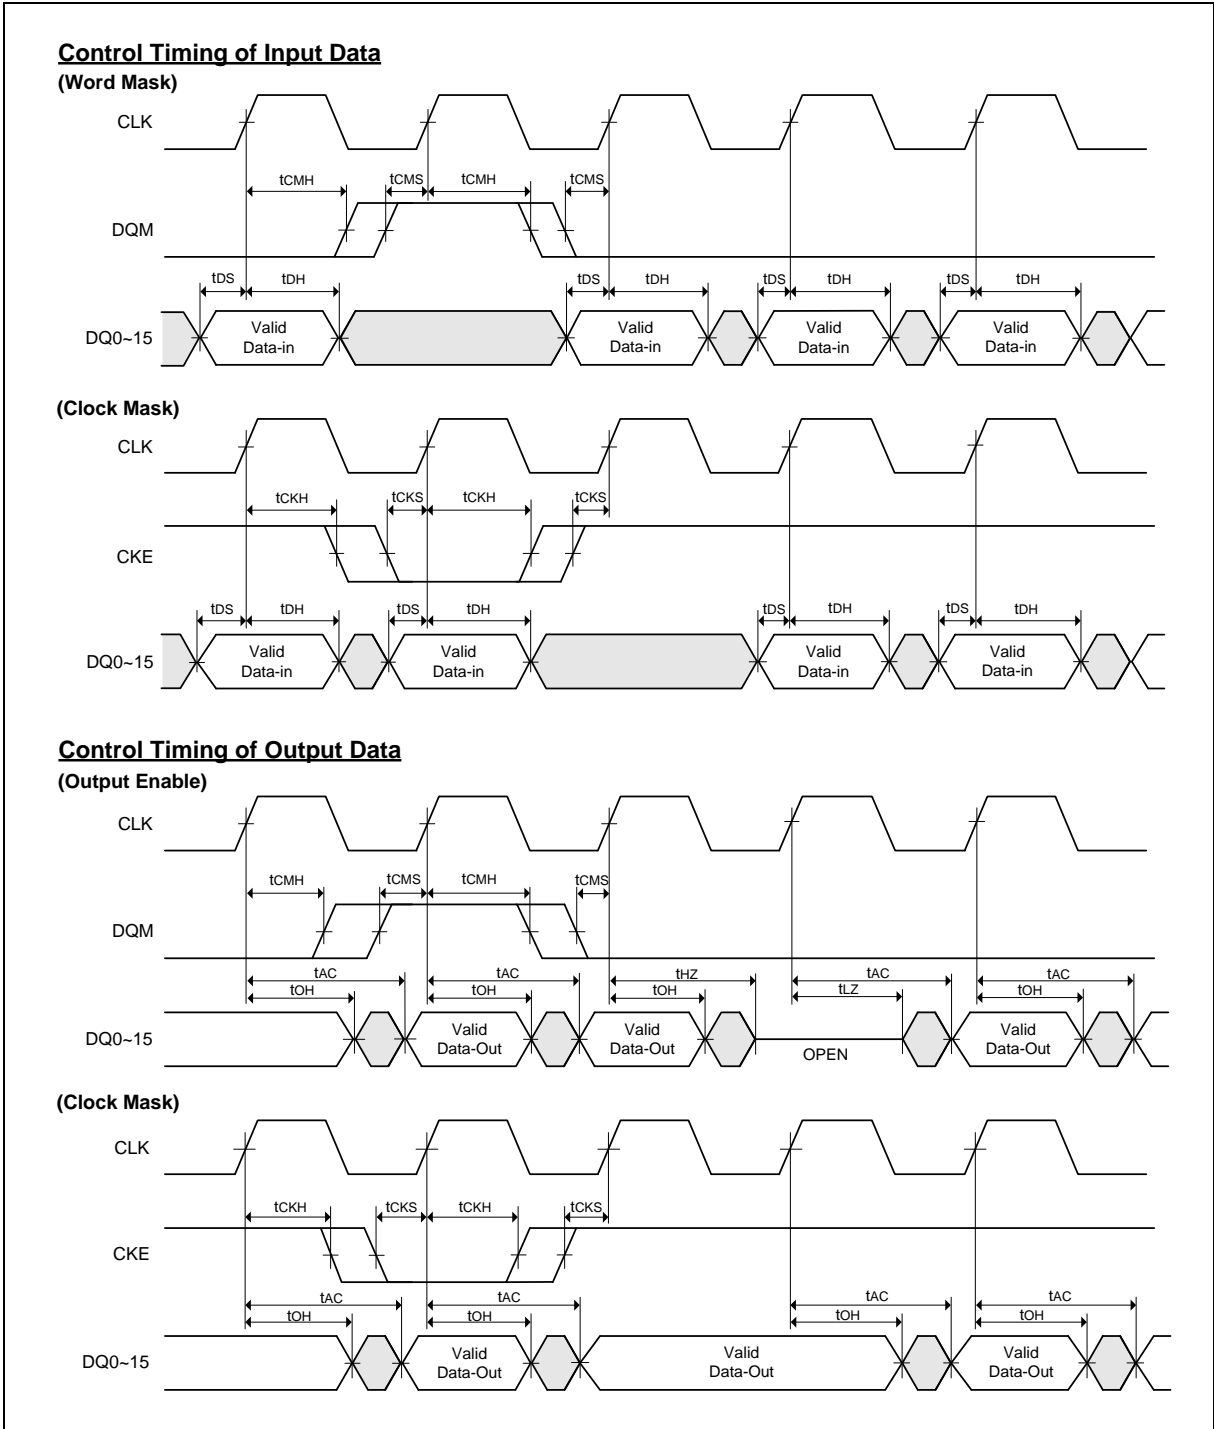 Control Timing of Input Data
(Word Mask)
CLK
tCMH tCMS tCMH tCMS
DQM
tDS tDH tDS tDH tDS tDH tDS tDH
DQ0~15
Valid Data-in
Valid Data-in
Valid Data-in
Valid Data-in
(Clock Mask)
CLK
tCKH tCKS tCKH tCKS
CKE
tDS tDH tDS tDH tDS tDH tDS tDH
DQ0~15
Valid Data-in
Valid Data-in
Valid Data-in
Valid Data-in
Control Timing of Output Data
(Output Enable)
CLK
tCMH tCMS tCMH tCMS
DQM
tAC tAC tHZ tAC tAC
tOH tOH tOH tLZ tOH
DQ0~15
Valid Data-Out
Valid Data-Out
OPEN
Valid Data-Out
(Clock Mask)
CLK
tCKH tCKS tCKH tCKS
CKE
tAC tAC tAC tAC
tOH tOH tOH tOH
DQ0~15
Valid Data-Out
Valid Data-Out
Valid Data-Out